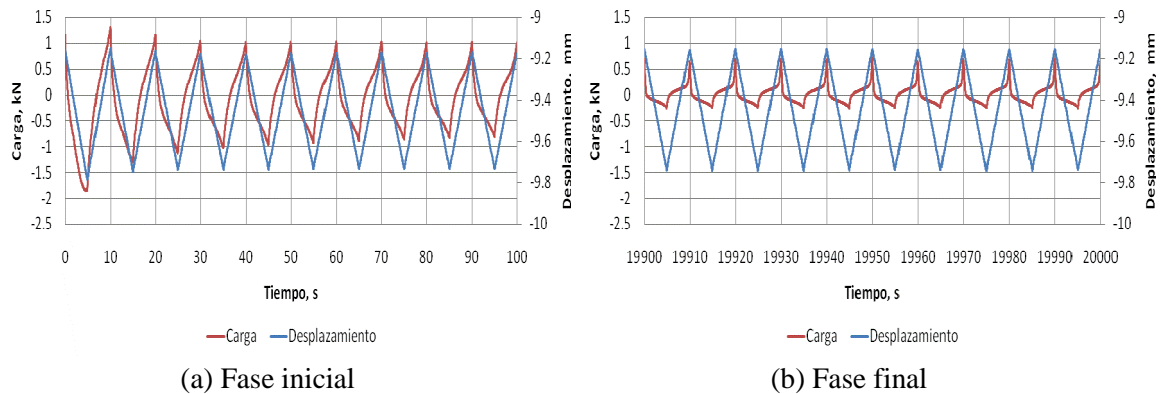 1.5
1
0.5
0
-0.5
-1
-1.5
-2
-2.5
Carga, kN
-9
-9.2
-9.4
-9.6
-9.8
-10
Desplazamiento, mm
0 10 20 30 40 50 60 70 80 90 100
Tiempo, s
Carga Desplazamiento
(a) Fase inicial
1.5
1
0.5
0
-0.5
-1
-1.5
-2
-2.5
Carga, kN
-9
-9.2
-9.4
-9.6
-9.8
-10
Desplazamiento, mm
19900 19910 19920 19930 19940 19950 19960 19970 19980 19990 20000
Tiempo, s
Carga Desplazamiento
(b) Fase final